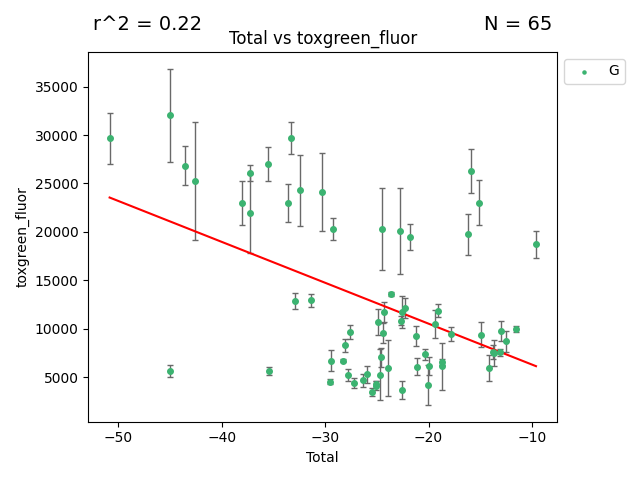 r^2 = 0.22
N = 65
Total vs toxgreen_fluor
G
35000
30000
25000
20000
15000
10000
5000
toxgreen_fluor
−50
−40
−30
−20
−10
Total